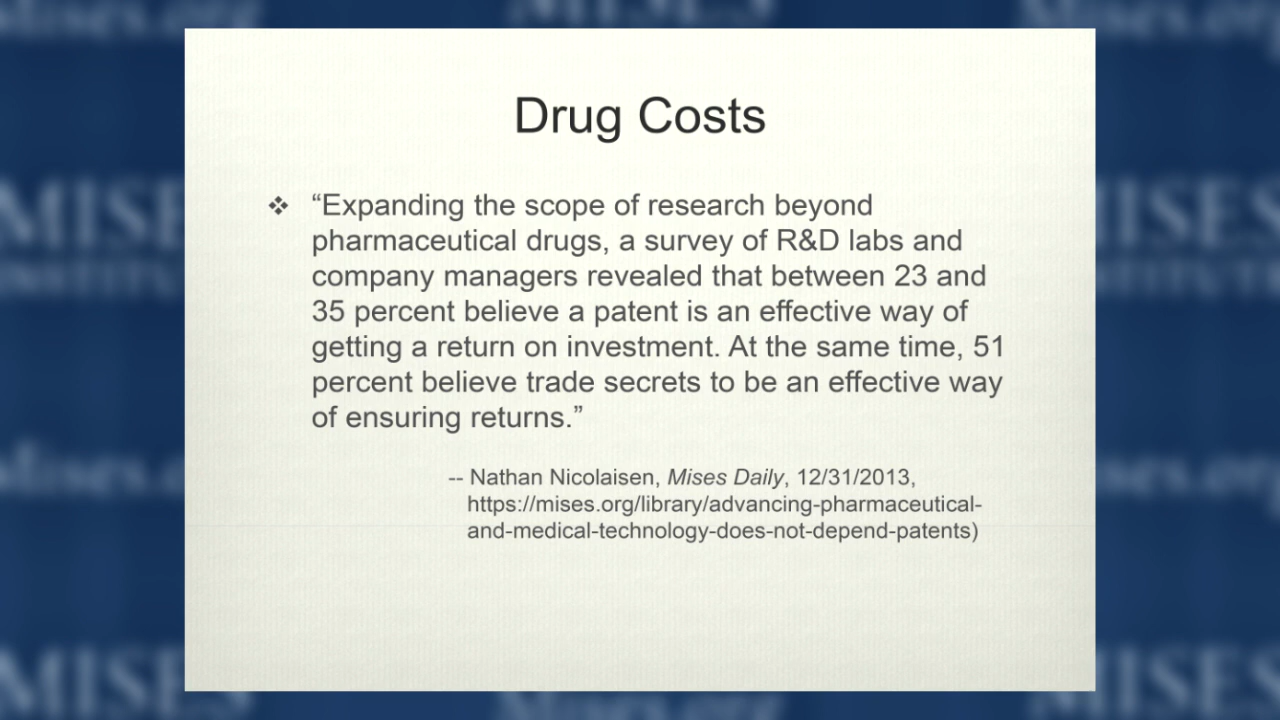 Drug Costs
❖ “Expanding the scope of research beyond
pharmaceutical drugs, a survey of R&D labs and
company managers revealed that between 23 and
35 percent believe a patent is an effective way of
getting a return on investment. At the same time, 51
percent believe trade secrets to be an effective way
of ensuring returns.”
-- Nathan Nicolaisen, Mises Daily, 12/31/2013,
https://mises.org/library/advancing-pharmaceutical-
and-medical-technology-does-not-depend-patents)